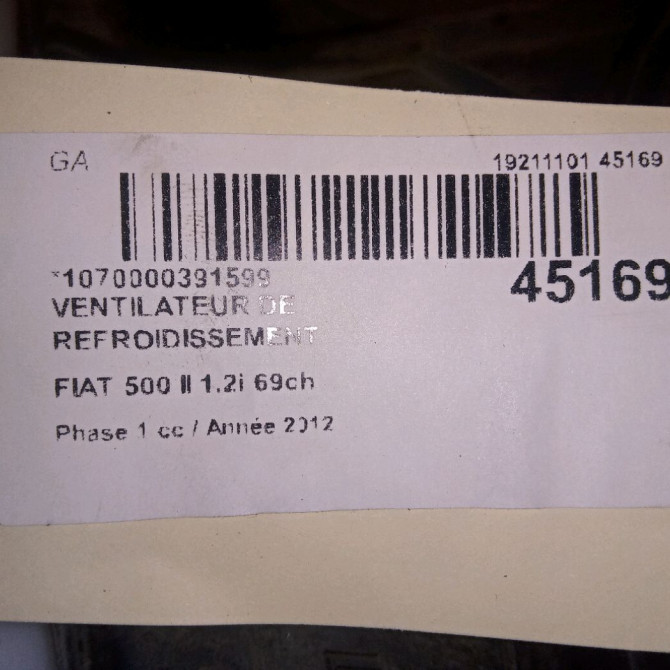 GA
19211101 45169
*1070000391599
45169
VENTILATEUR DE
REFROIDISSEMENT
FIAT 500 II 1.2i 69ch
Phase 1 cc / Année 2012